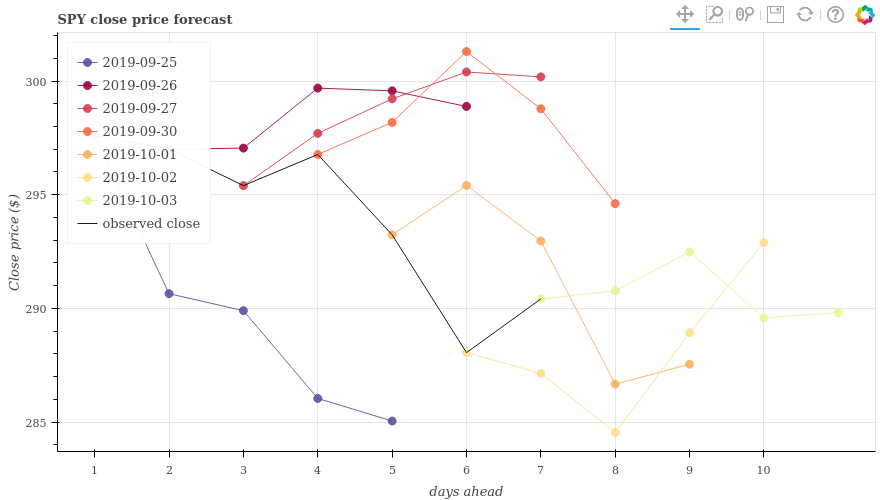 SPY close price forecast
2019-09-25
2019-09-26
2019-09-27
2019-09-30
2019-10-01
2019-10-02
2019-10-03
observed close
Close price ($)
300
295
290
285
1 2 3 4 5 6 7 8 9 10
days ahead